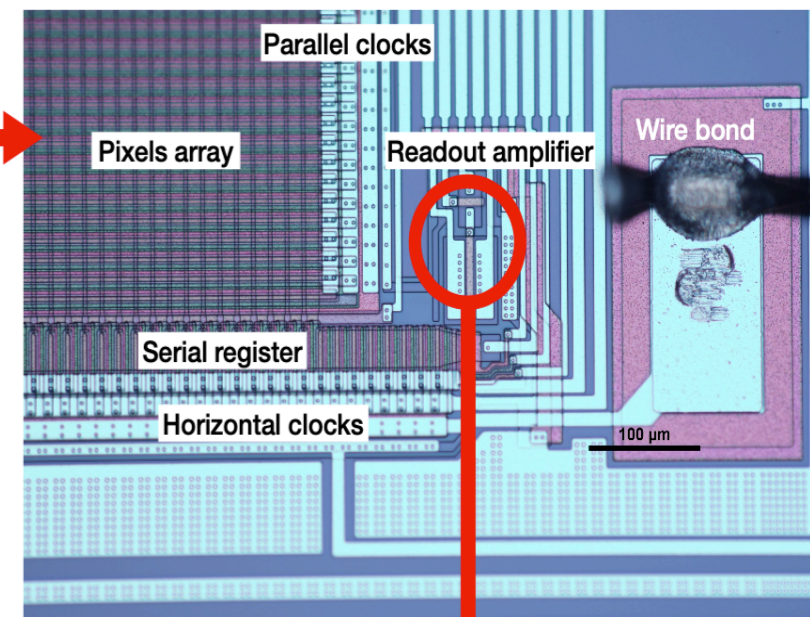 Parallel clocks
Pixels array
Readout amplifier
Wire bond
Serial register
Horizontal clocks
100 µm